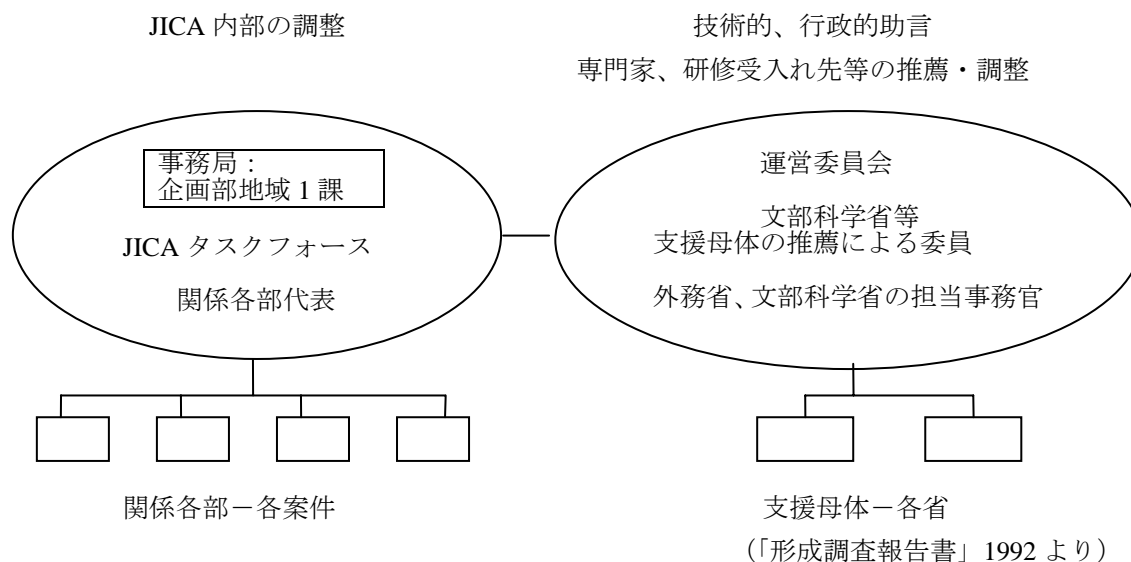 JICA 内部の調整
技術的、行政的助言
専門家、研修受入れ先等の推薦・調整
事務局：
企画部地域 1 課
JICA タスクフォース
関係各部代表
運営委員会
文部科学省等
支援母体の推薦による委員
外務省、文部科学省の担当事務官
関係各部－各案件
支援母体－各省
（「形成調査報告書」1992 より）